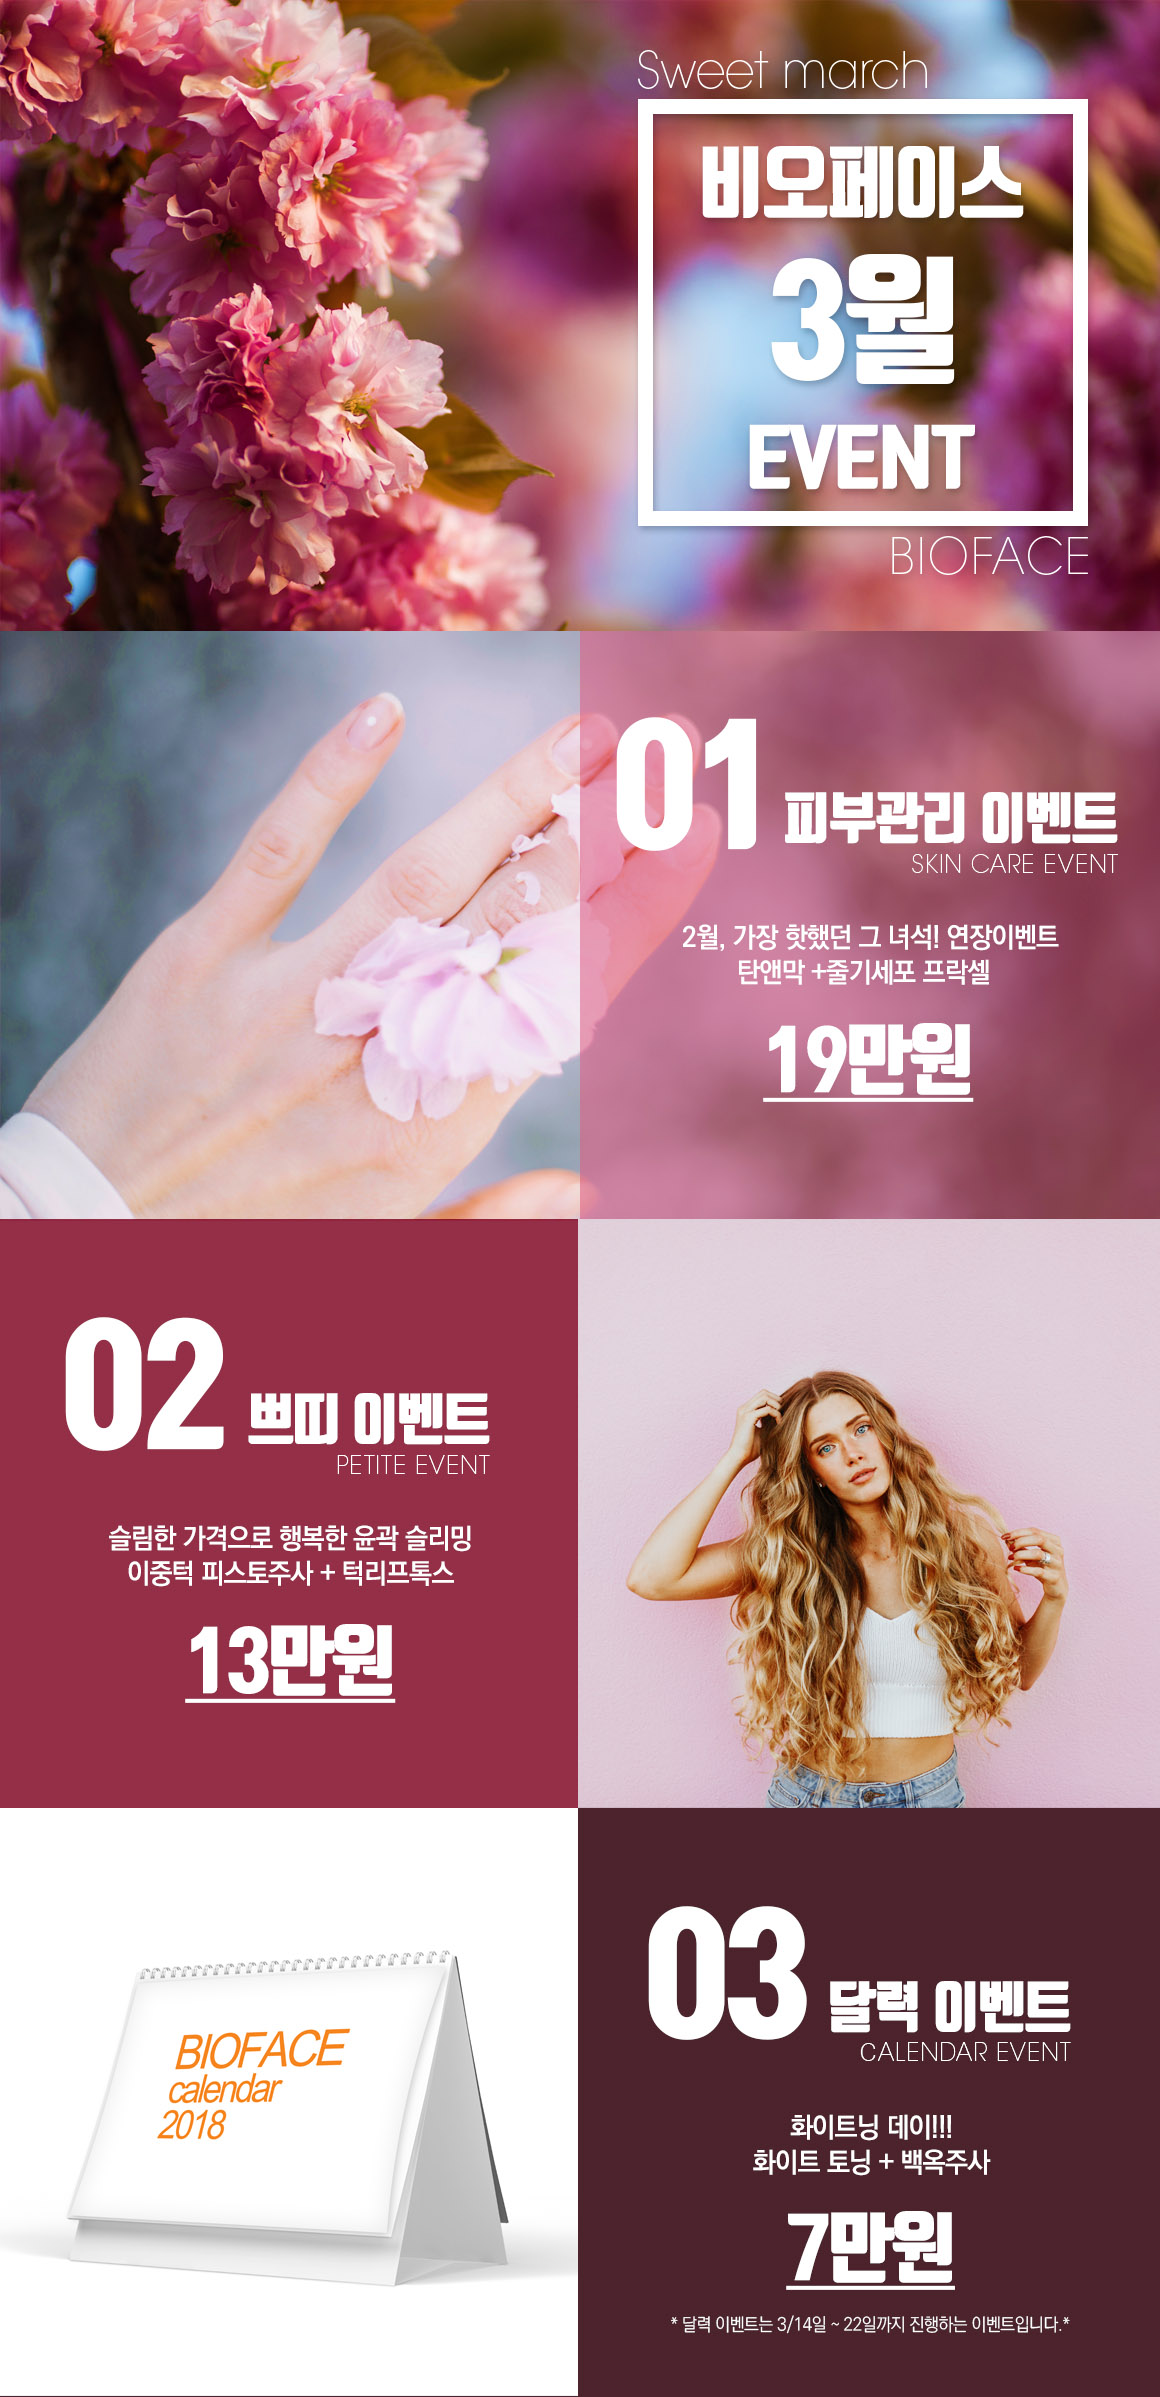 Sweet march
비오페이스
3월
EVENT
BIOFACE
01 피부관리 이벤트
SKIN CARE EVENT
2월, 가장 핫했던 그 녀석! 연장이벤트
탄앤막 +줄기세포 프락셀
19만원
02 쁘띠 이벤트
PETITE EVENT
슬림한 가격으로 행복한 윤곽 슬리밍
이중턱 피스토주사 + 턱리프톡스
13만원
BIOFACE
calendar
2018
03 달력 이벤트
CALENDAR EVENT
화이트닝 데이!!!
화이트 토닝 + 백옥주사
7만원
* 달력 이벤트는 3/14일 ~ 22일까지 진행하는 이벤트입니다.*